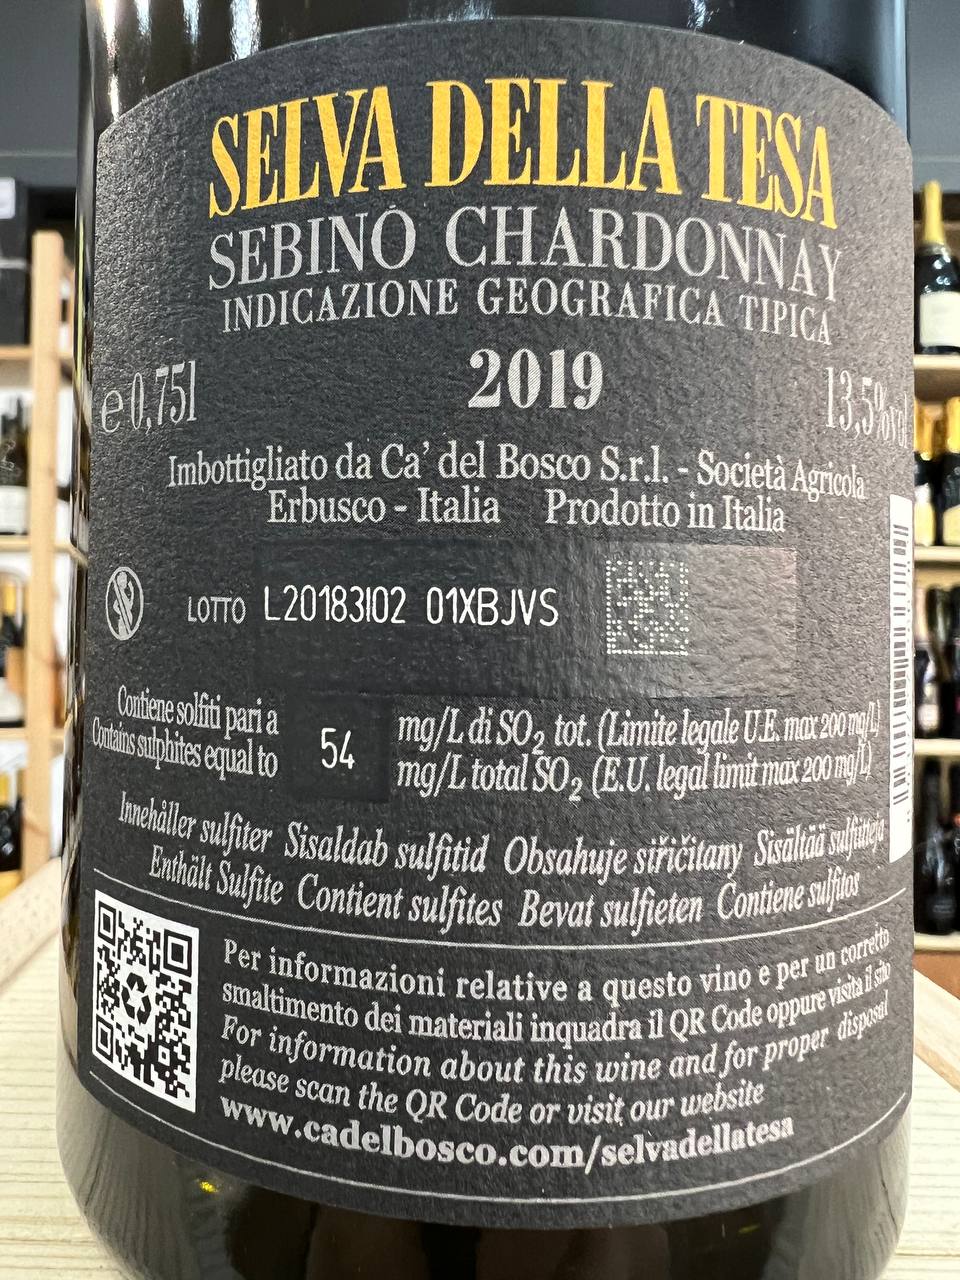 SELVA DELLA TESA
SEBINO CHARDONNAY
INDICAZIONE GEOGRAFICA TIPICA
e 0,75l 2019 13,5%vol
Imbottigliato da Ca' del Bosco S.r.l. - Società Agricola
Erbusco - Italia Prodotto in Italia
LOTTO L20183I02 01XBJVS
Contiene solfiti pari a 54 mg/L di SO₂ tot. (Limite legale U.E. max 200 mg/L)
Contains sulphites equal to mg/L total SO₂ (E.U. legal limit max 200 mg/L)
Innehåller sulfiter Sisaldab sulfitid Obsahuje siřičitany Sisältää sulfiitteja
Enthält Sulfite Contient sulfites Bevat sulfieten Contiene sulfitos
Per informazioni relative a questo vino e per un corretto
smaltimento dei materiali inquadra il QR Code oppure visita il sito
For information about this wine and for proper disposal
please scan the QR Code or visit our website
www.cadelbosco.com/selvadellatesa